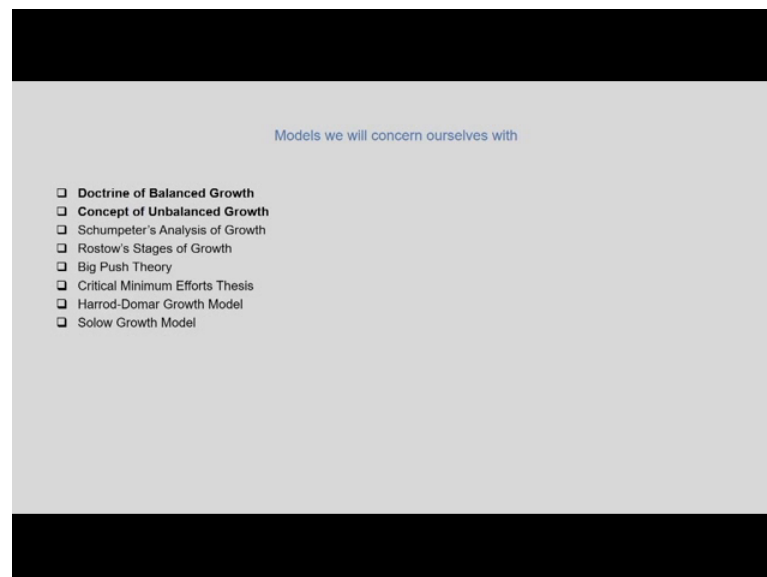 Models we will concern ourselves with
Doctrine of Balanced Growth
Concept of Unbalanced Growth
Schumpeter's Analysis of Growth
Rostow's Stages of Growth
Big Push Theory
Critical Minimum Efforts Thesis
Harrod-Domar Growth Model
Solow Growth Model